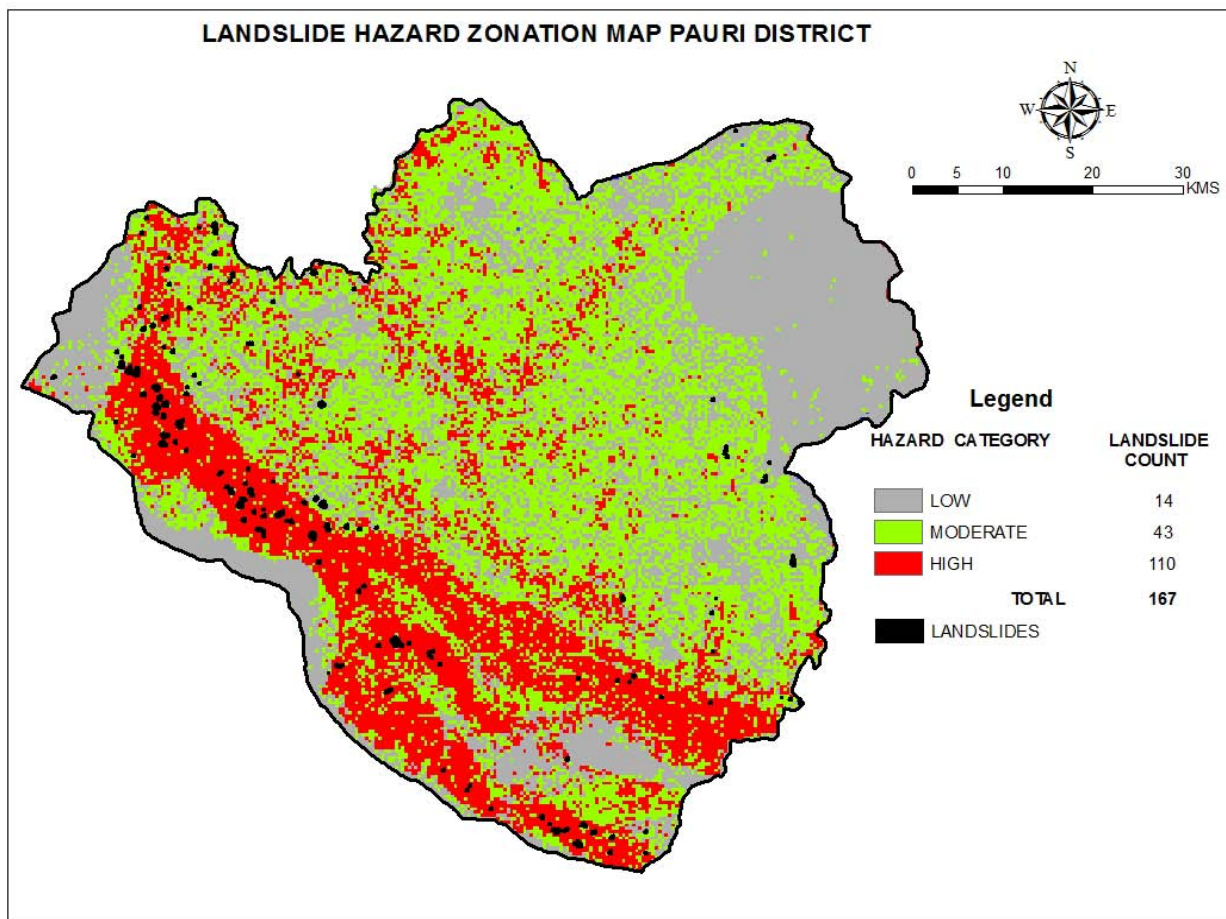 LANDSLIDE HAZARD ZONATION MAP PAURI DISTRICT
N
W E
S
0 5 10 20 30
KMS
Legend
HAZARD CATEGORY LANDSLIDE COUNT
LOW 14
MODERATE 43
HIGH 110
TOTAL 167
LANDSLIDES